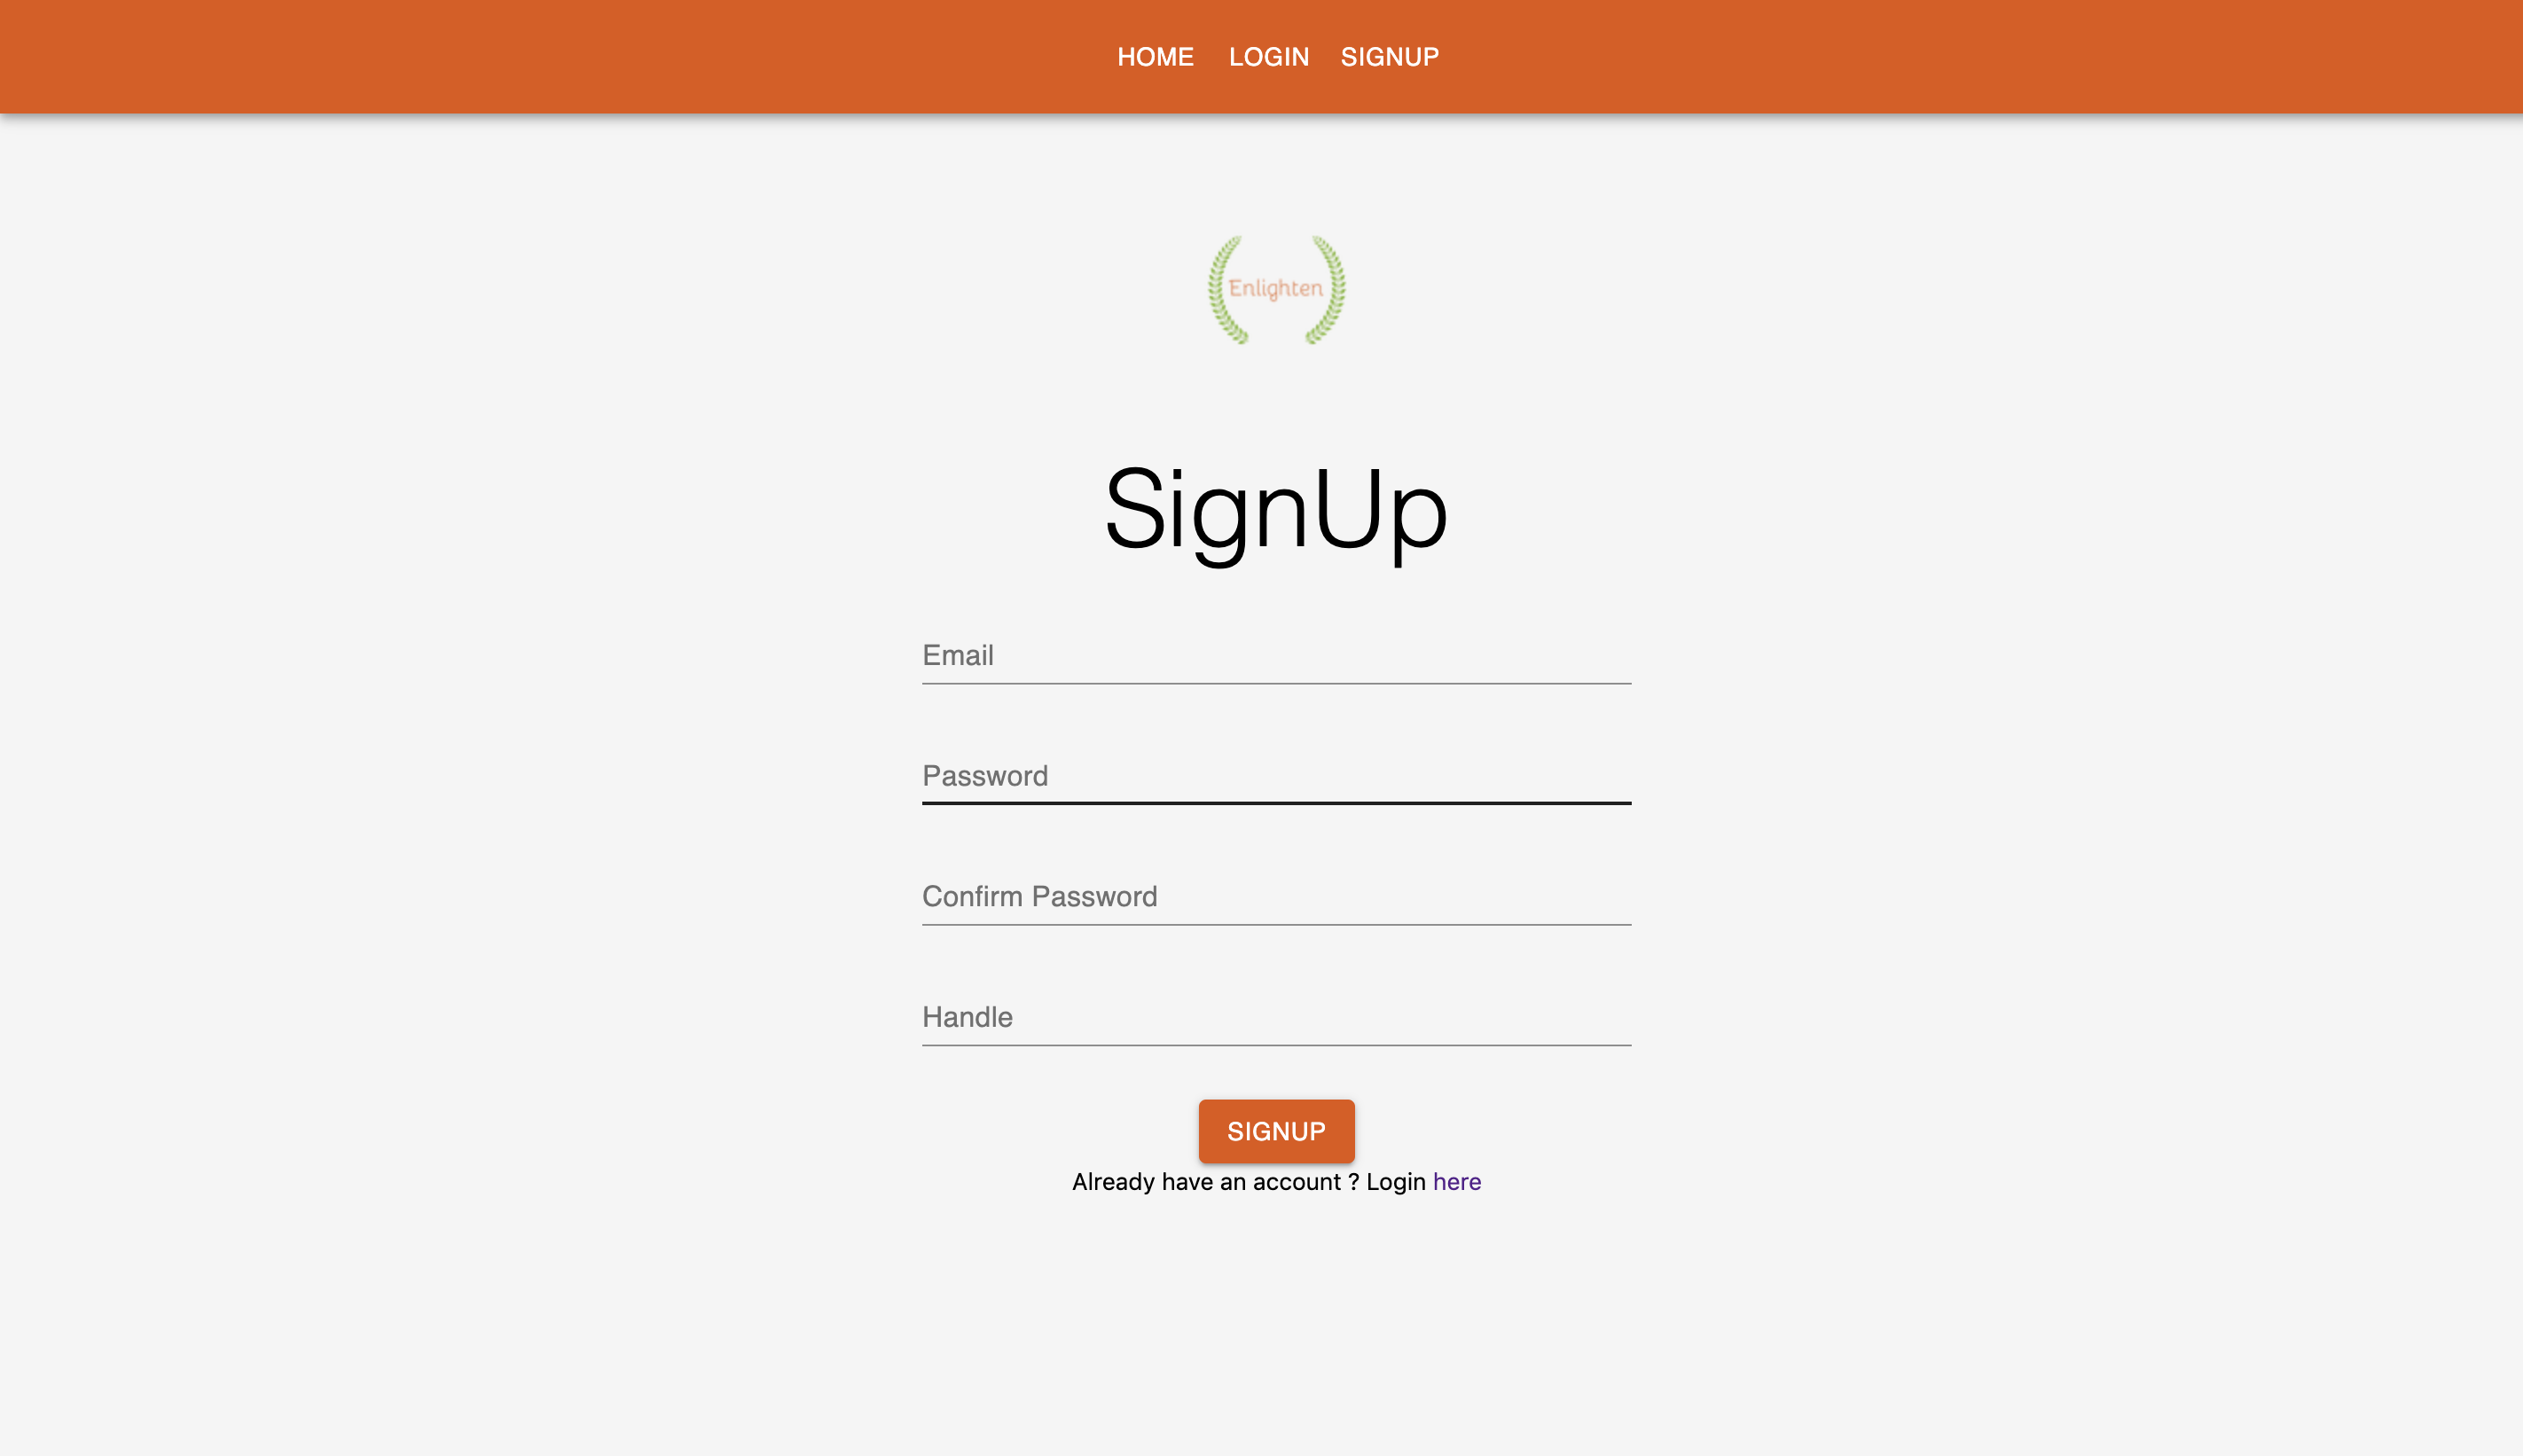 HOME LOGIN SIGNUP
Enlighten
SignUp
Email
Password
Confirm Password
Handle
SIGNUP
Already have an account ? Login here